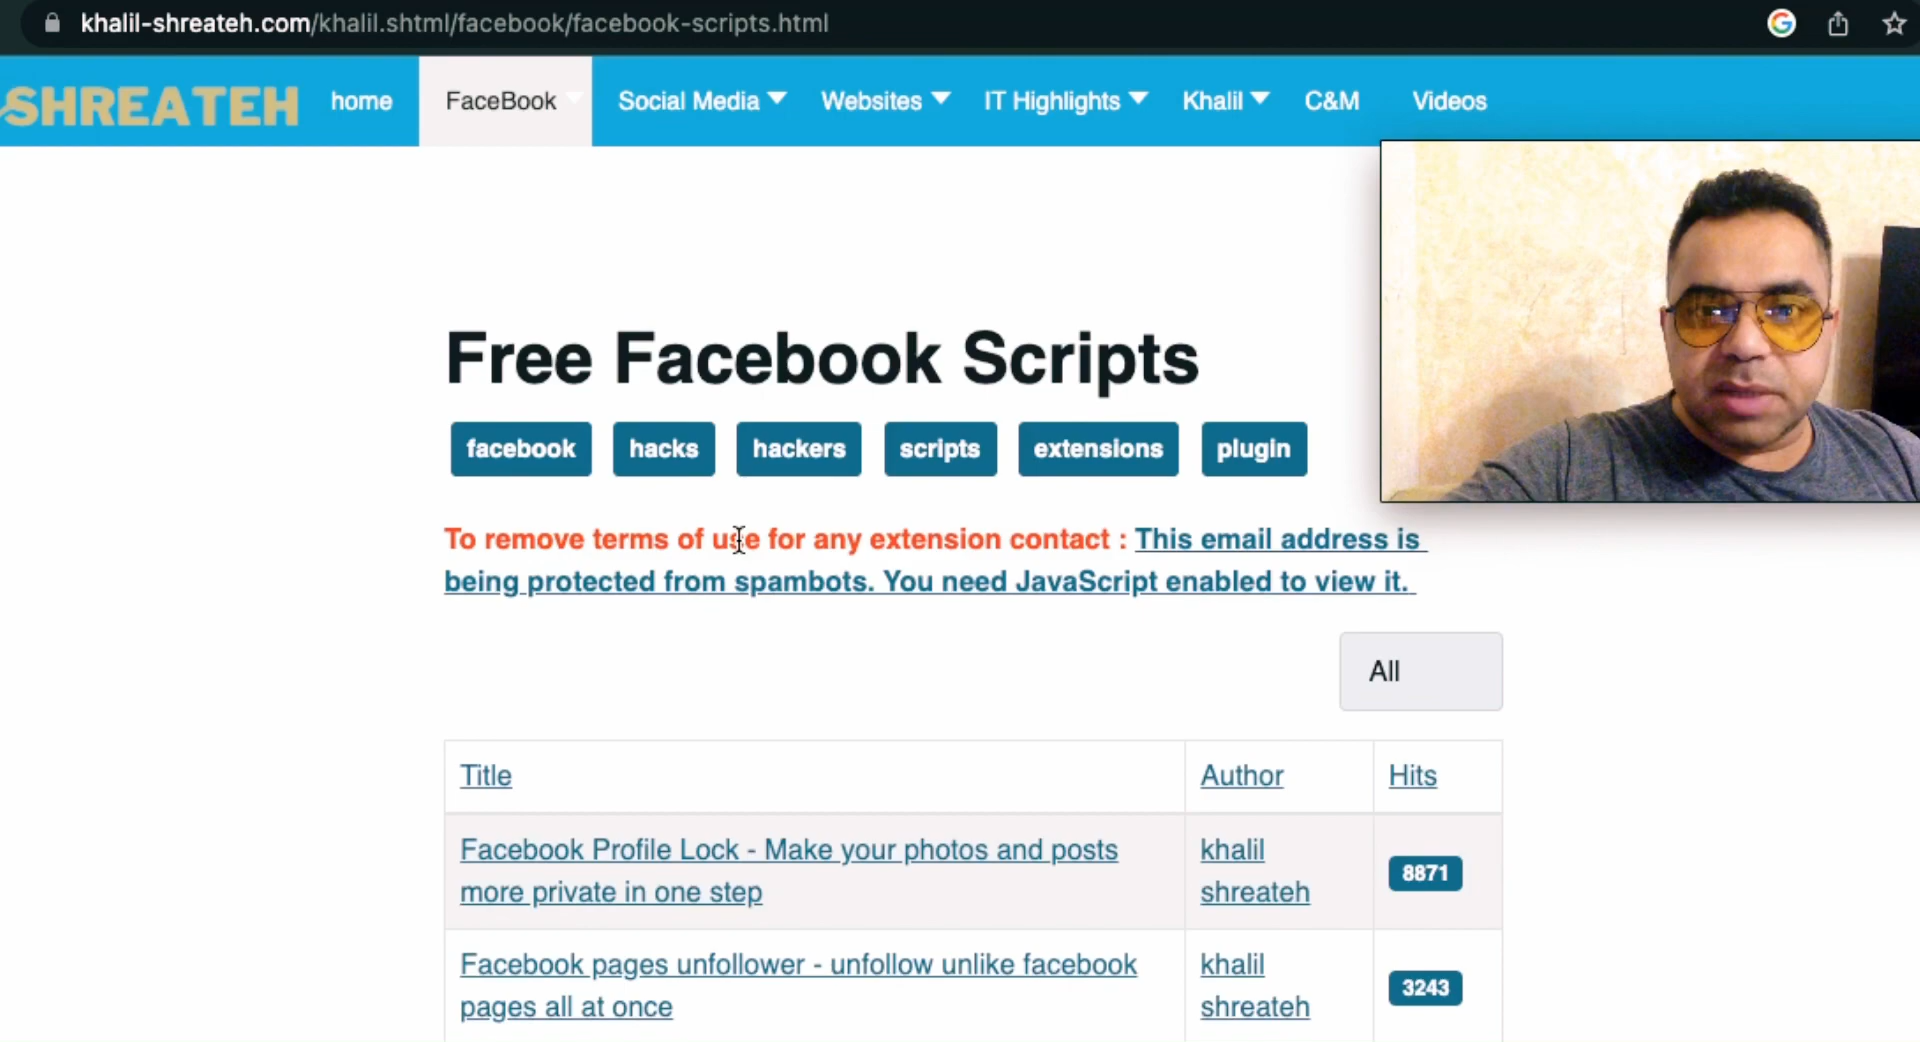 khalil-shreateh.com/khalil.shtml/facebook/facebook-scripts.html
SHREATEH home FaceBook Social Media Websites IT Highlights Khalil C&M Videos
Free Facebook Scripts
facebook hacks hackers scripts extensions plugin
To remove terms of use for any extension contact : This email address is
being protected from spambots. You need JavaScript enabled to view it.
All
Title Author Hits
Facebook Profile Lock - Make your photos and posts
more private in one step
khalil
shreateh
8871
Facebook pages unfollower - unfollow unlike facebook
pages all at once
khalil
shreateh
3243